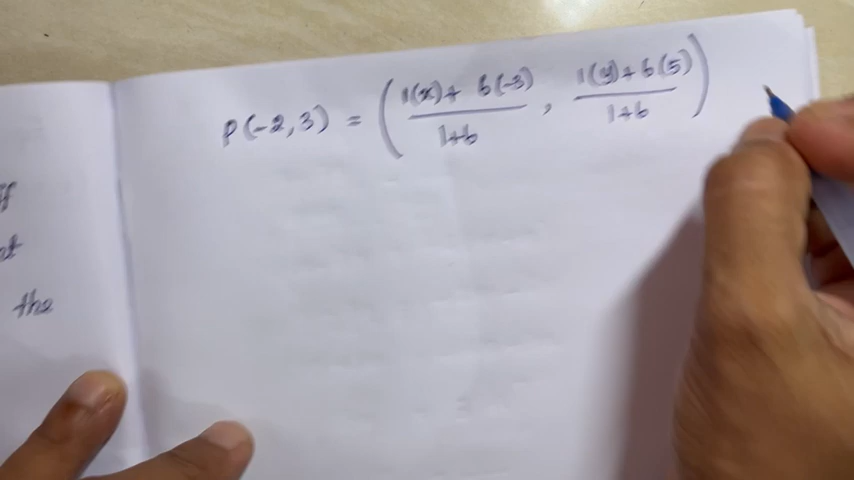 P(-2,3) = (1(x)+ 6(-3)/1+6, 1(y)+6(5)/1+6)
the